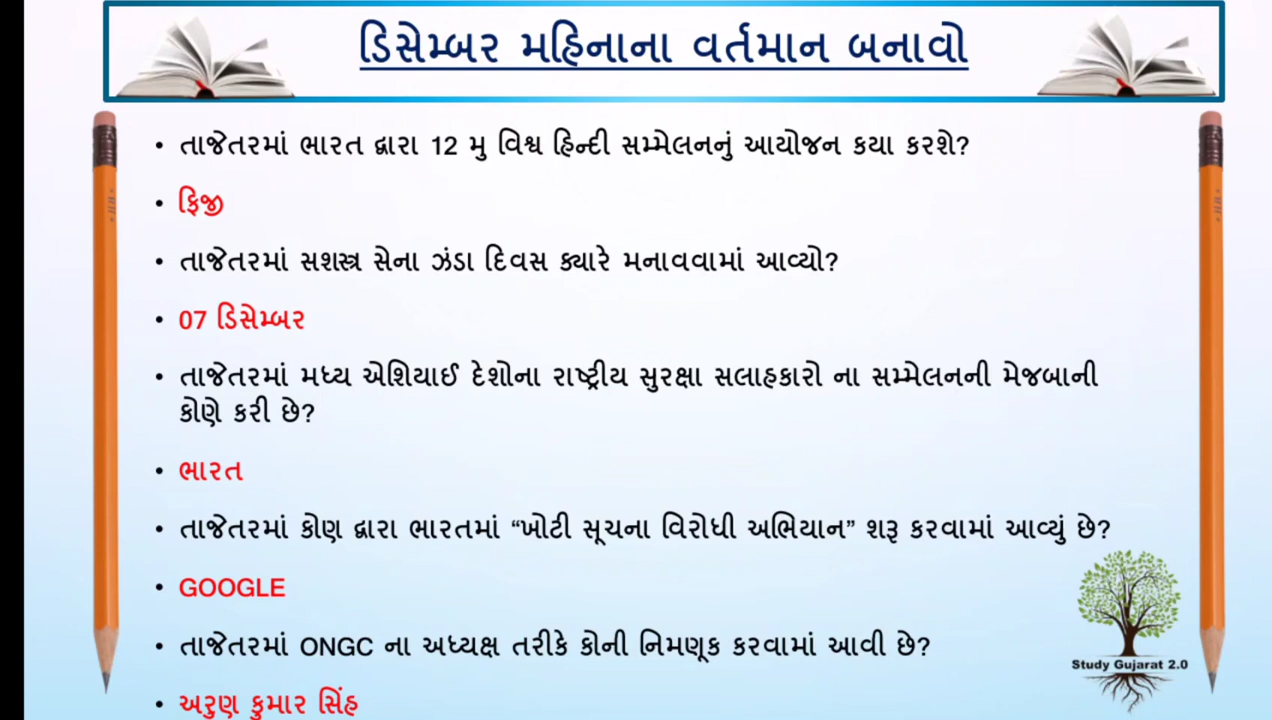 ડિસેમ્બર મહિનાના વર્તમાન બનાવો
• તાજેતરમાં ભારત દ્વારા 12 મુ વિશ્વ હિન્દી સમ્મેલનનું આયોજન કયા કરશે?
• ફિજી
• તાજેતરમાં સશસ્ત્ર સેના ઝંડા દિવસ ક્યારે મનાવવામાં આવ્યો?
• 07 ડિસેમ્બર
• તાજેતરમાં મધ્ય એશિયાઈ દેશોના રાષ્ટ્રીય સુરક્ષા સલાહકારો ના સમ્મેલનની મેજબાની
કોણે કરી છે?
• ભારત
• તાજેતરમાં કોણ દ્વારા ભારતમાં “ખોટી સૂચના વિરોધી અભિયાન” શરૂ કરવામાં આવ્યું છે?
• GOOGLE
• તાજેતરમાં ONGC ના અધ્યક્ષ તરીકે કોની નિમણૂક કરવામાં આવી છે?
• અરુણ કુમાર સિંહ
Study Gujarat 2.0